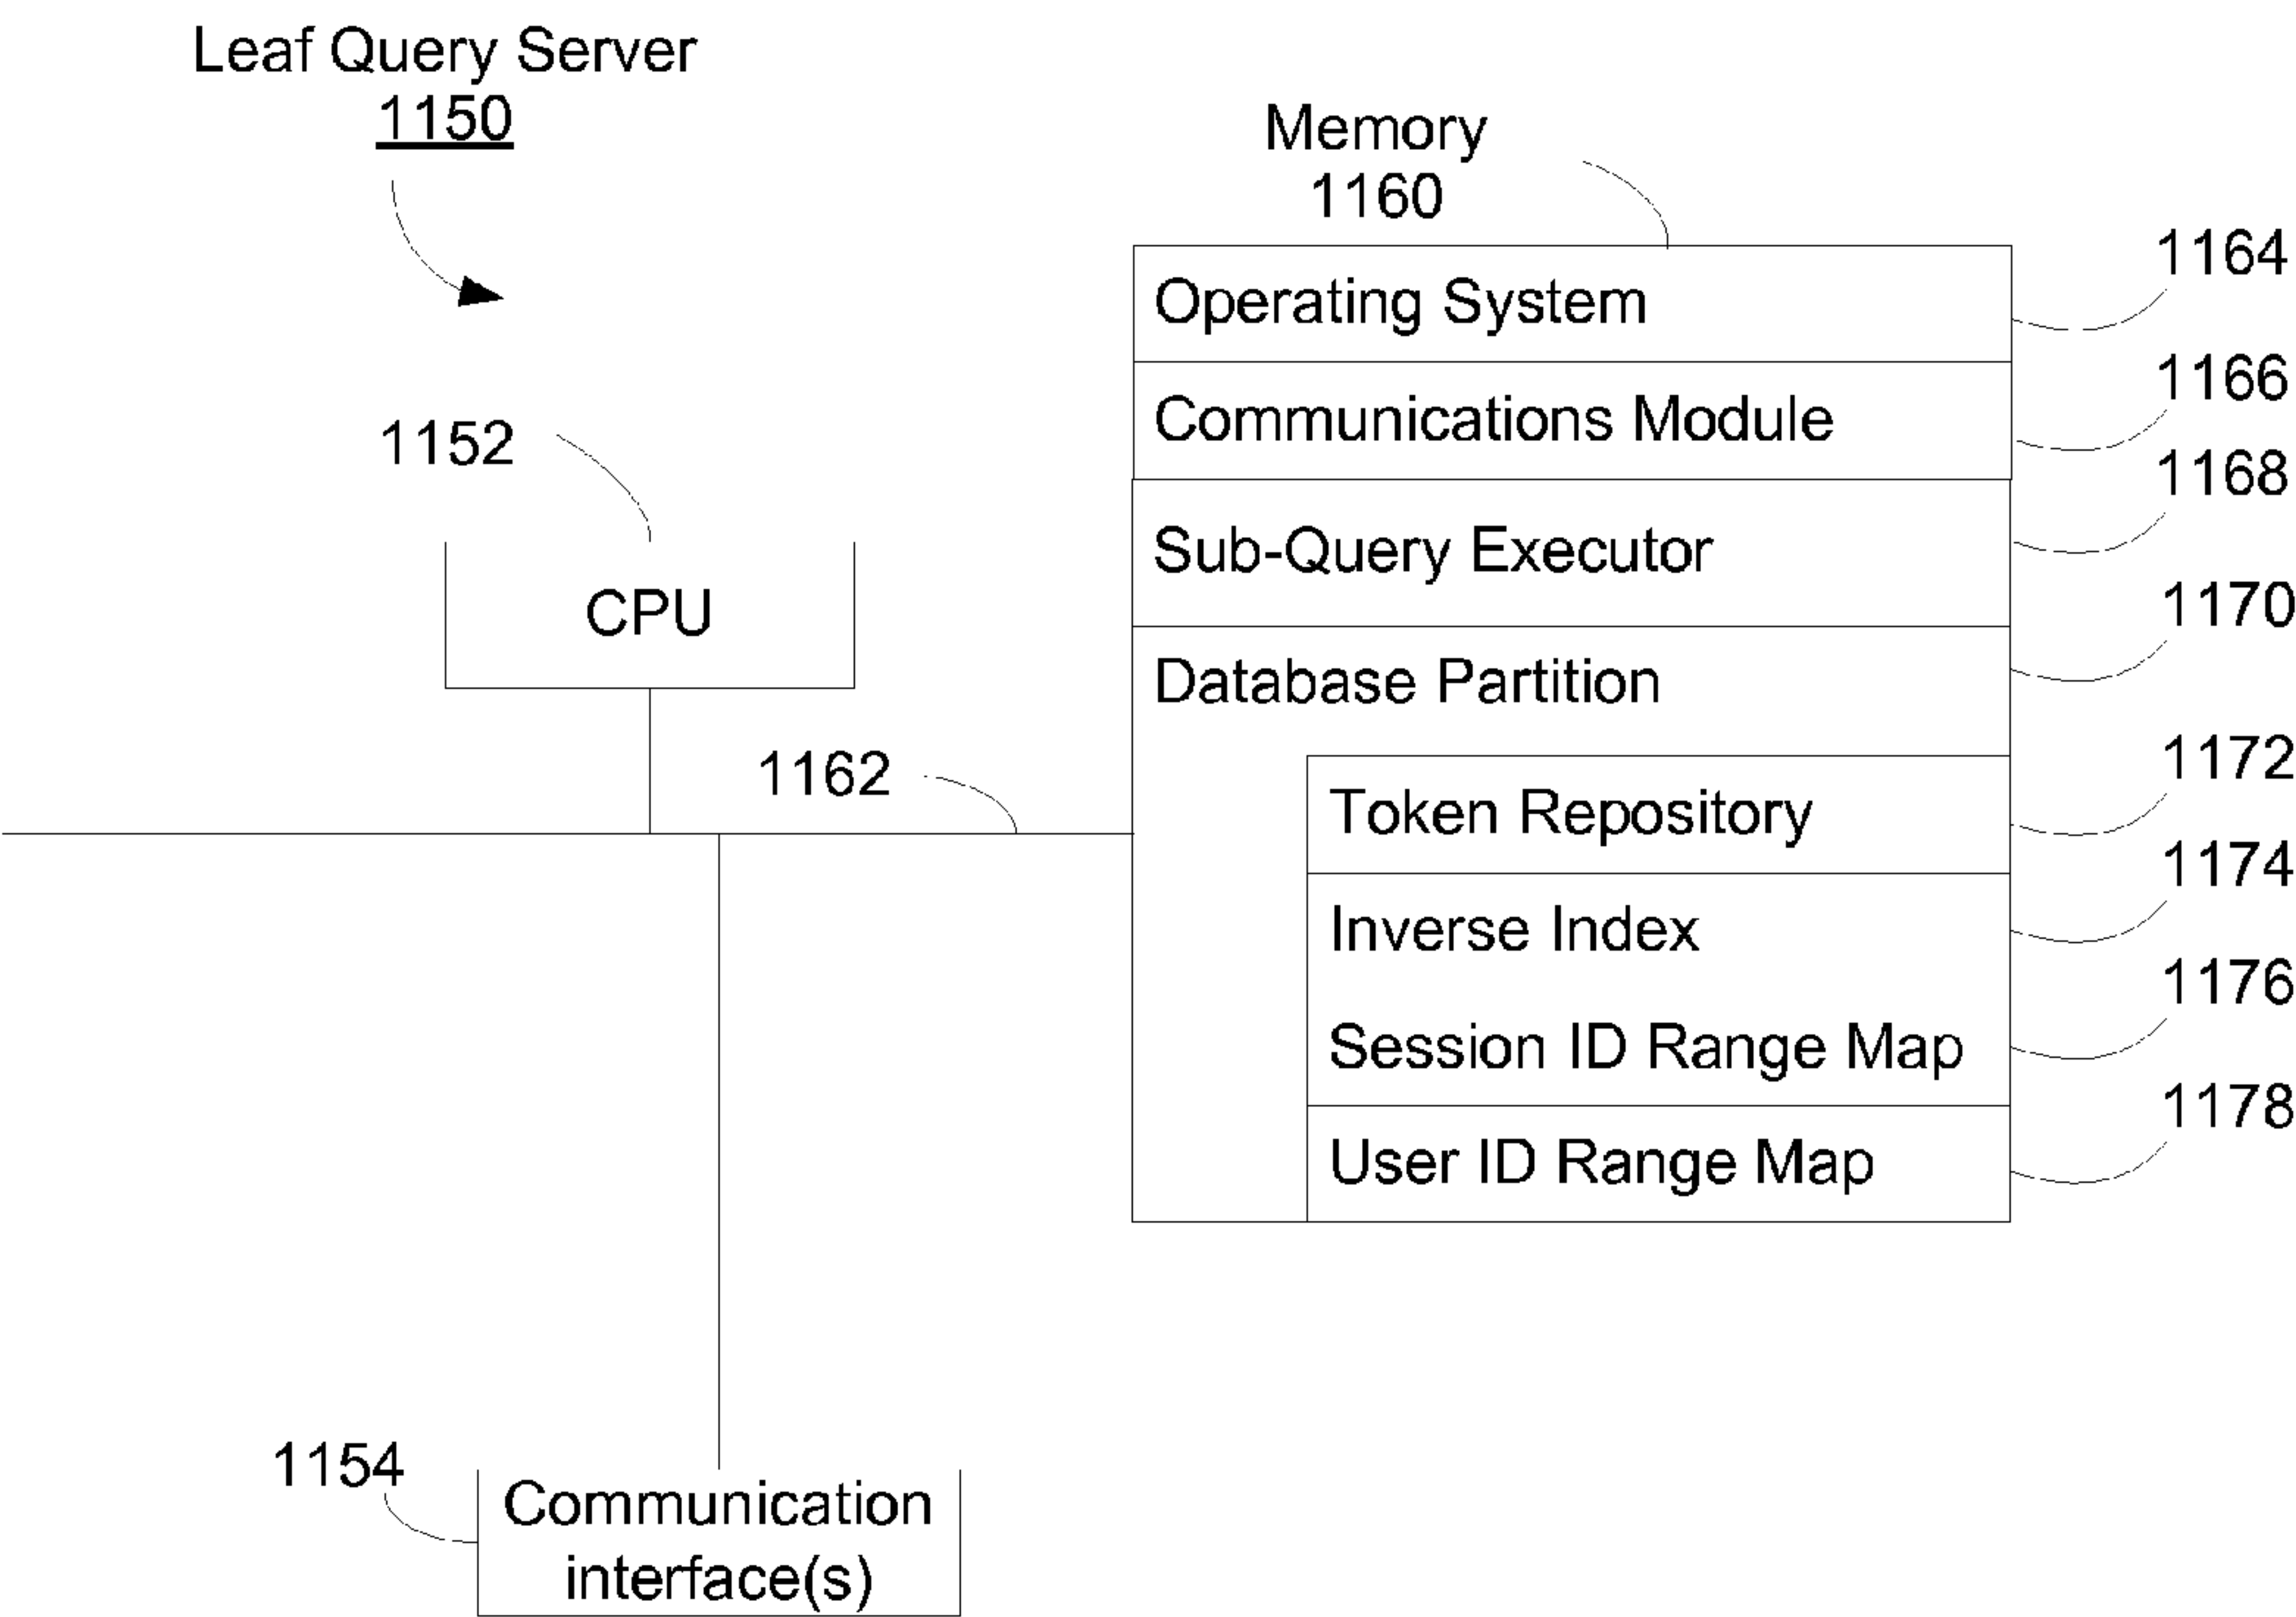 Leaf Query Server
1150
Memory
1160
Operating System
1164
Communications Module
1166
1152
Sub-Query Executor
1168
CPU
Database Partition
1170
1162
Token Repository
1172
Inverse Index
1174
Session ID Range Map
1176
User ID Range Map
1178
1154
Communication
interface(s)